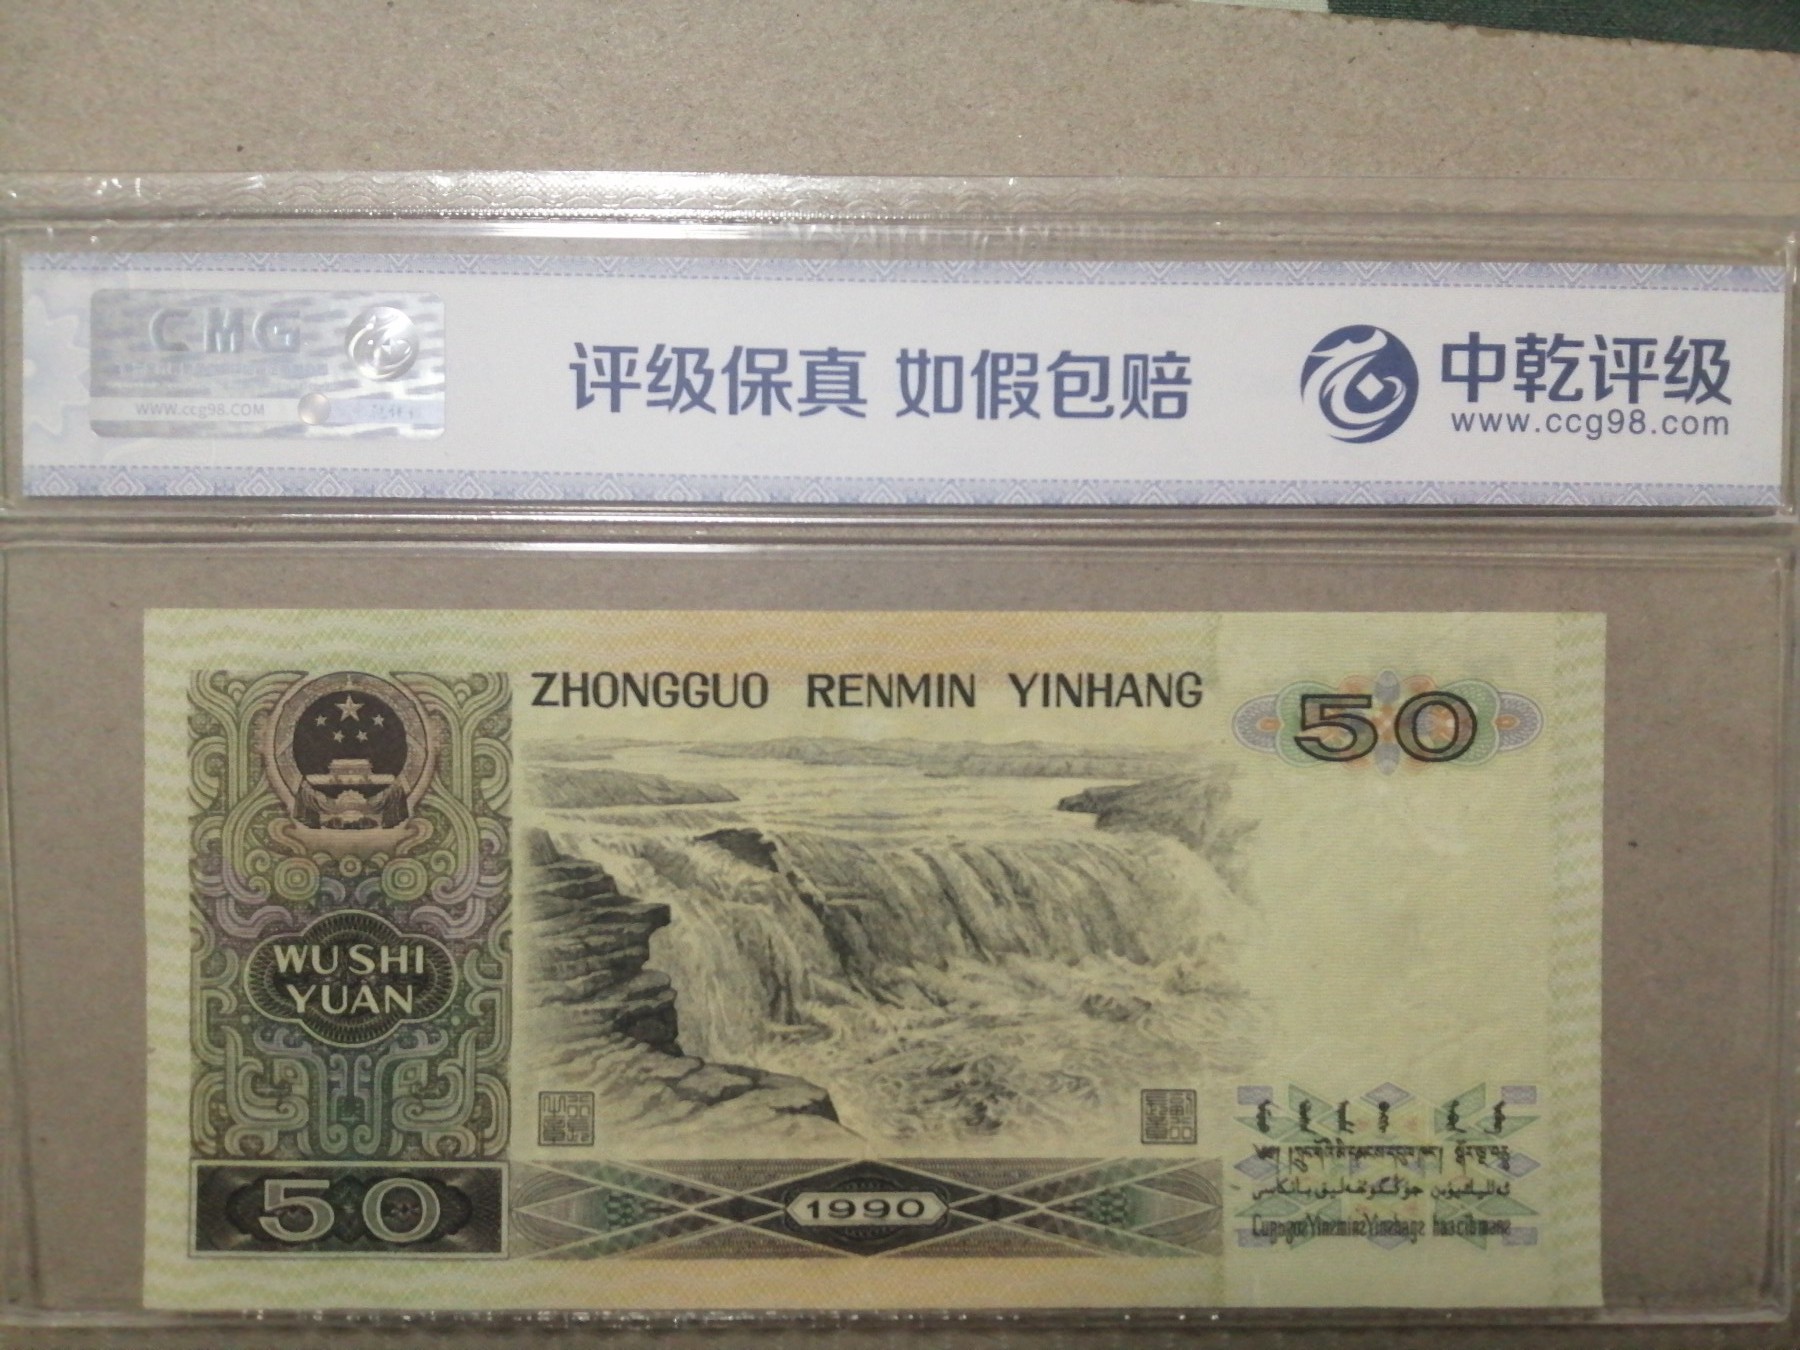 CMG
www.ccg98.com
评级保真 如假包赔
中乾评级
www.ccg98.com
ZHONGGUO RENMIN YINHANG
50
WU SHI
YUAN
50
1990